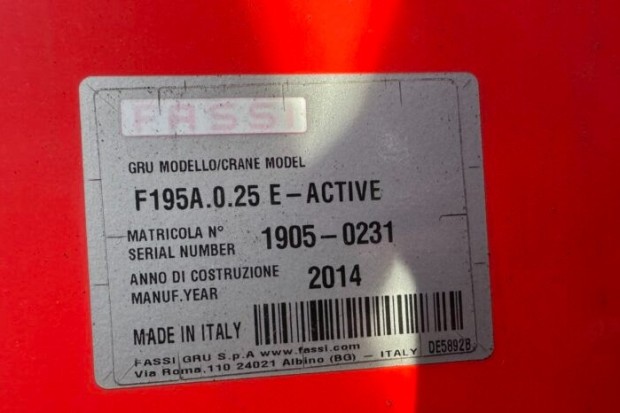 FASSI
GRU MODELLO/CRANE MODEL
F195A.0.25 E-ACTIVE
MATRICOLA N°
SERIAL NUMBER 1905-0231
ANNO DI COSTRUZIONE
MANUF.YEAR 2014
MADE IN ITALY
FASSI GRU S.p.A www.fassi.com
Via Roma,110 24021 Albino (BG) - ITALY DE5892B